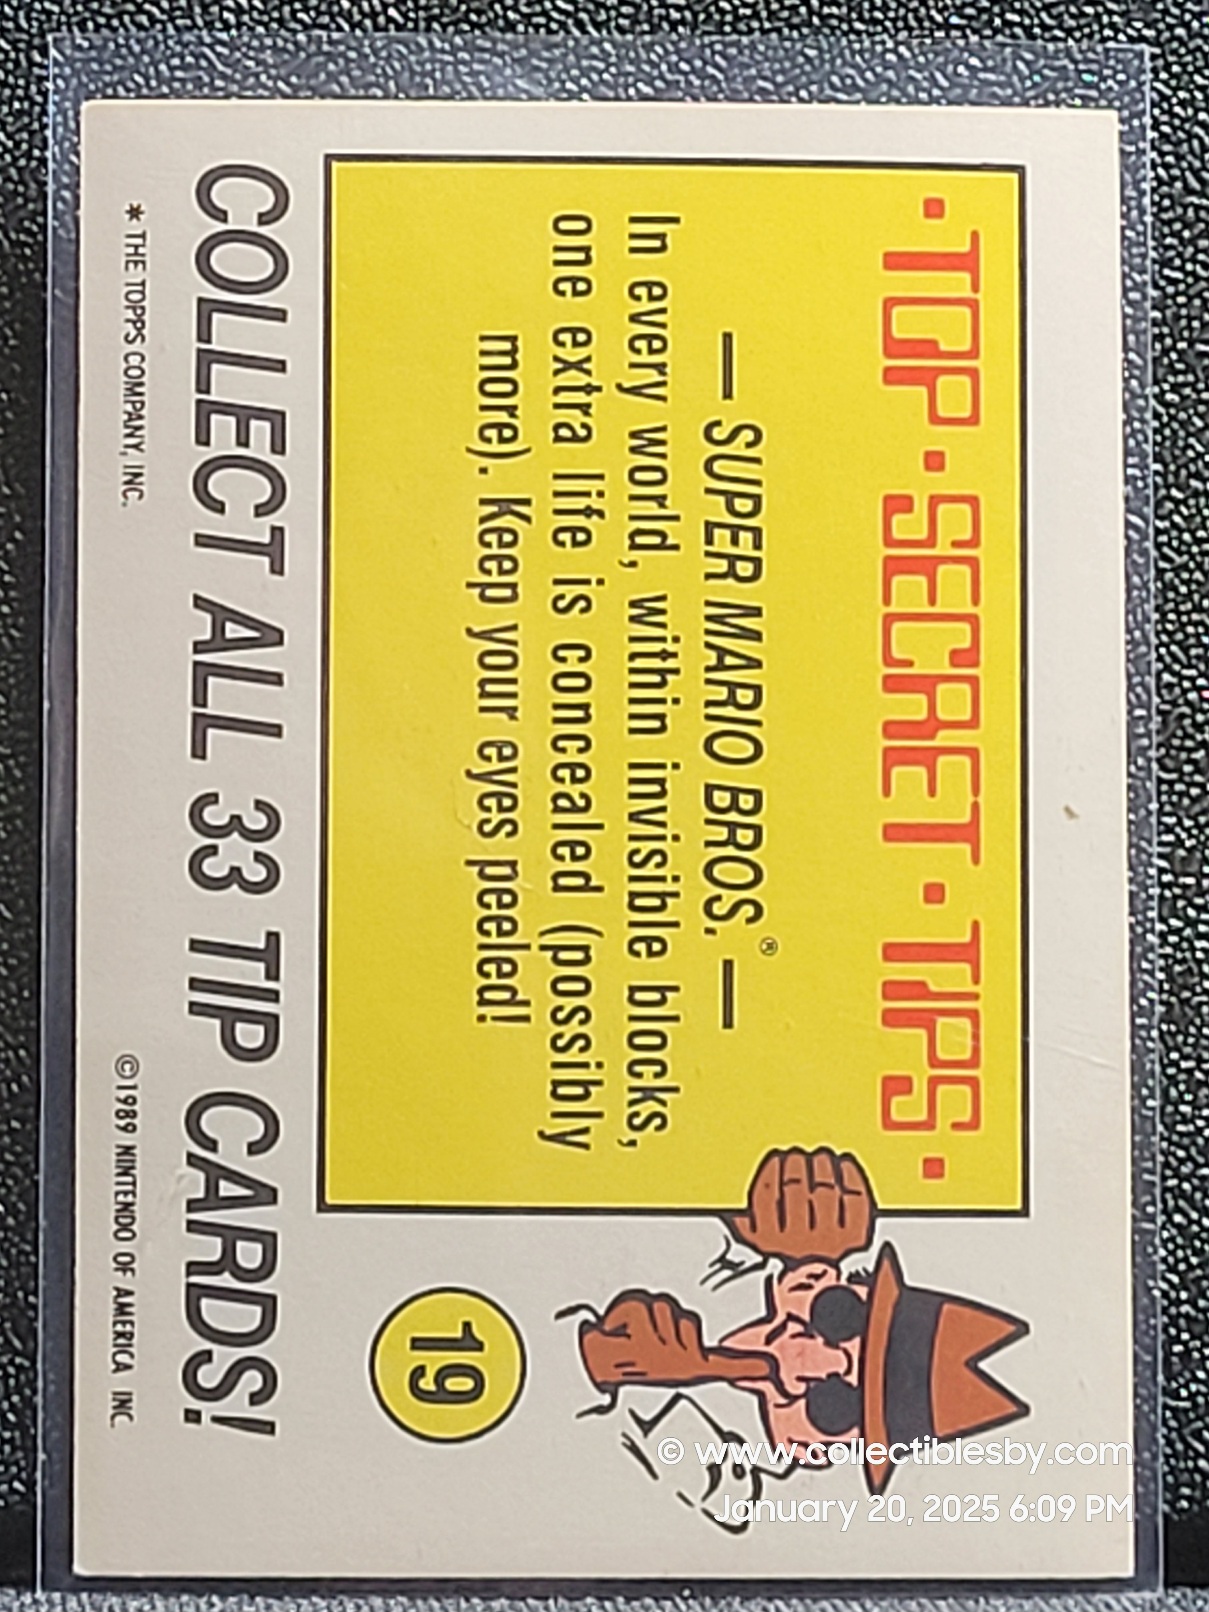 ·TOP·SECRET·TIPS·
— SUPER MARIO BROS.® —
In every world, within invisible blocks,
one extra life is concealed (possibly
more). Keep your eyes peeled!
19
COLLECT ALL 33 TIP CARDS!
* THE TOPPS COMPANY, INC.
©1989 NINTENDO OF AMERICA INC.
© www.collectiblesby.com
January 20, 2025 6:09 PM